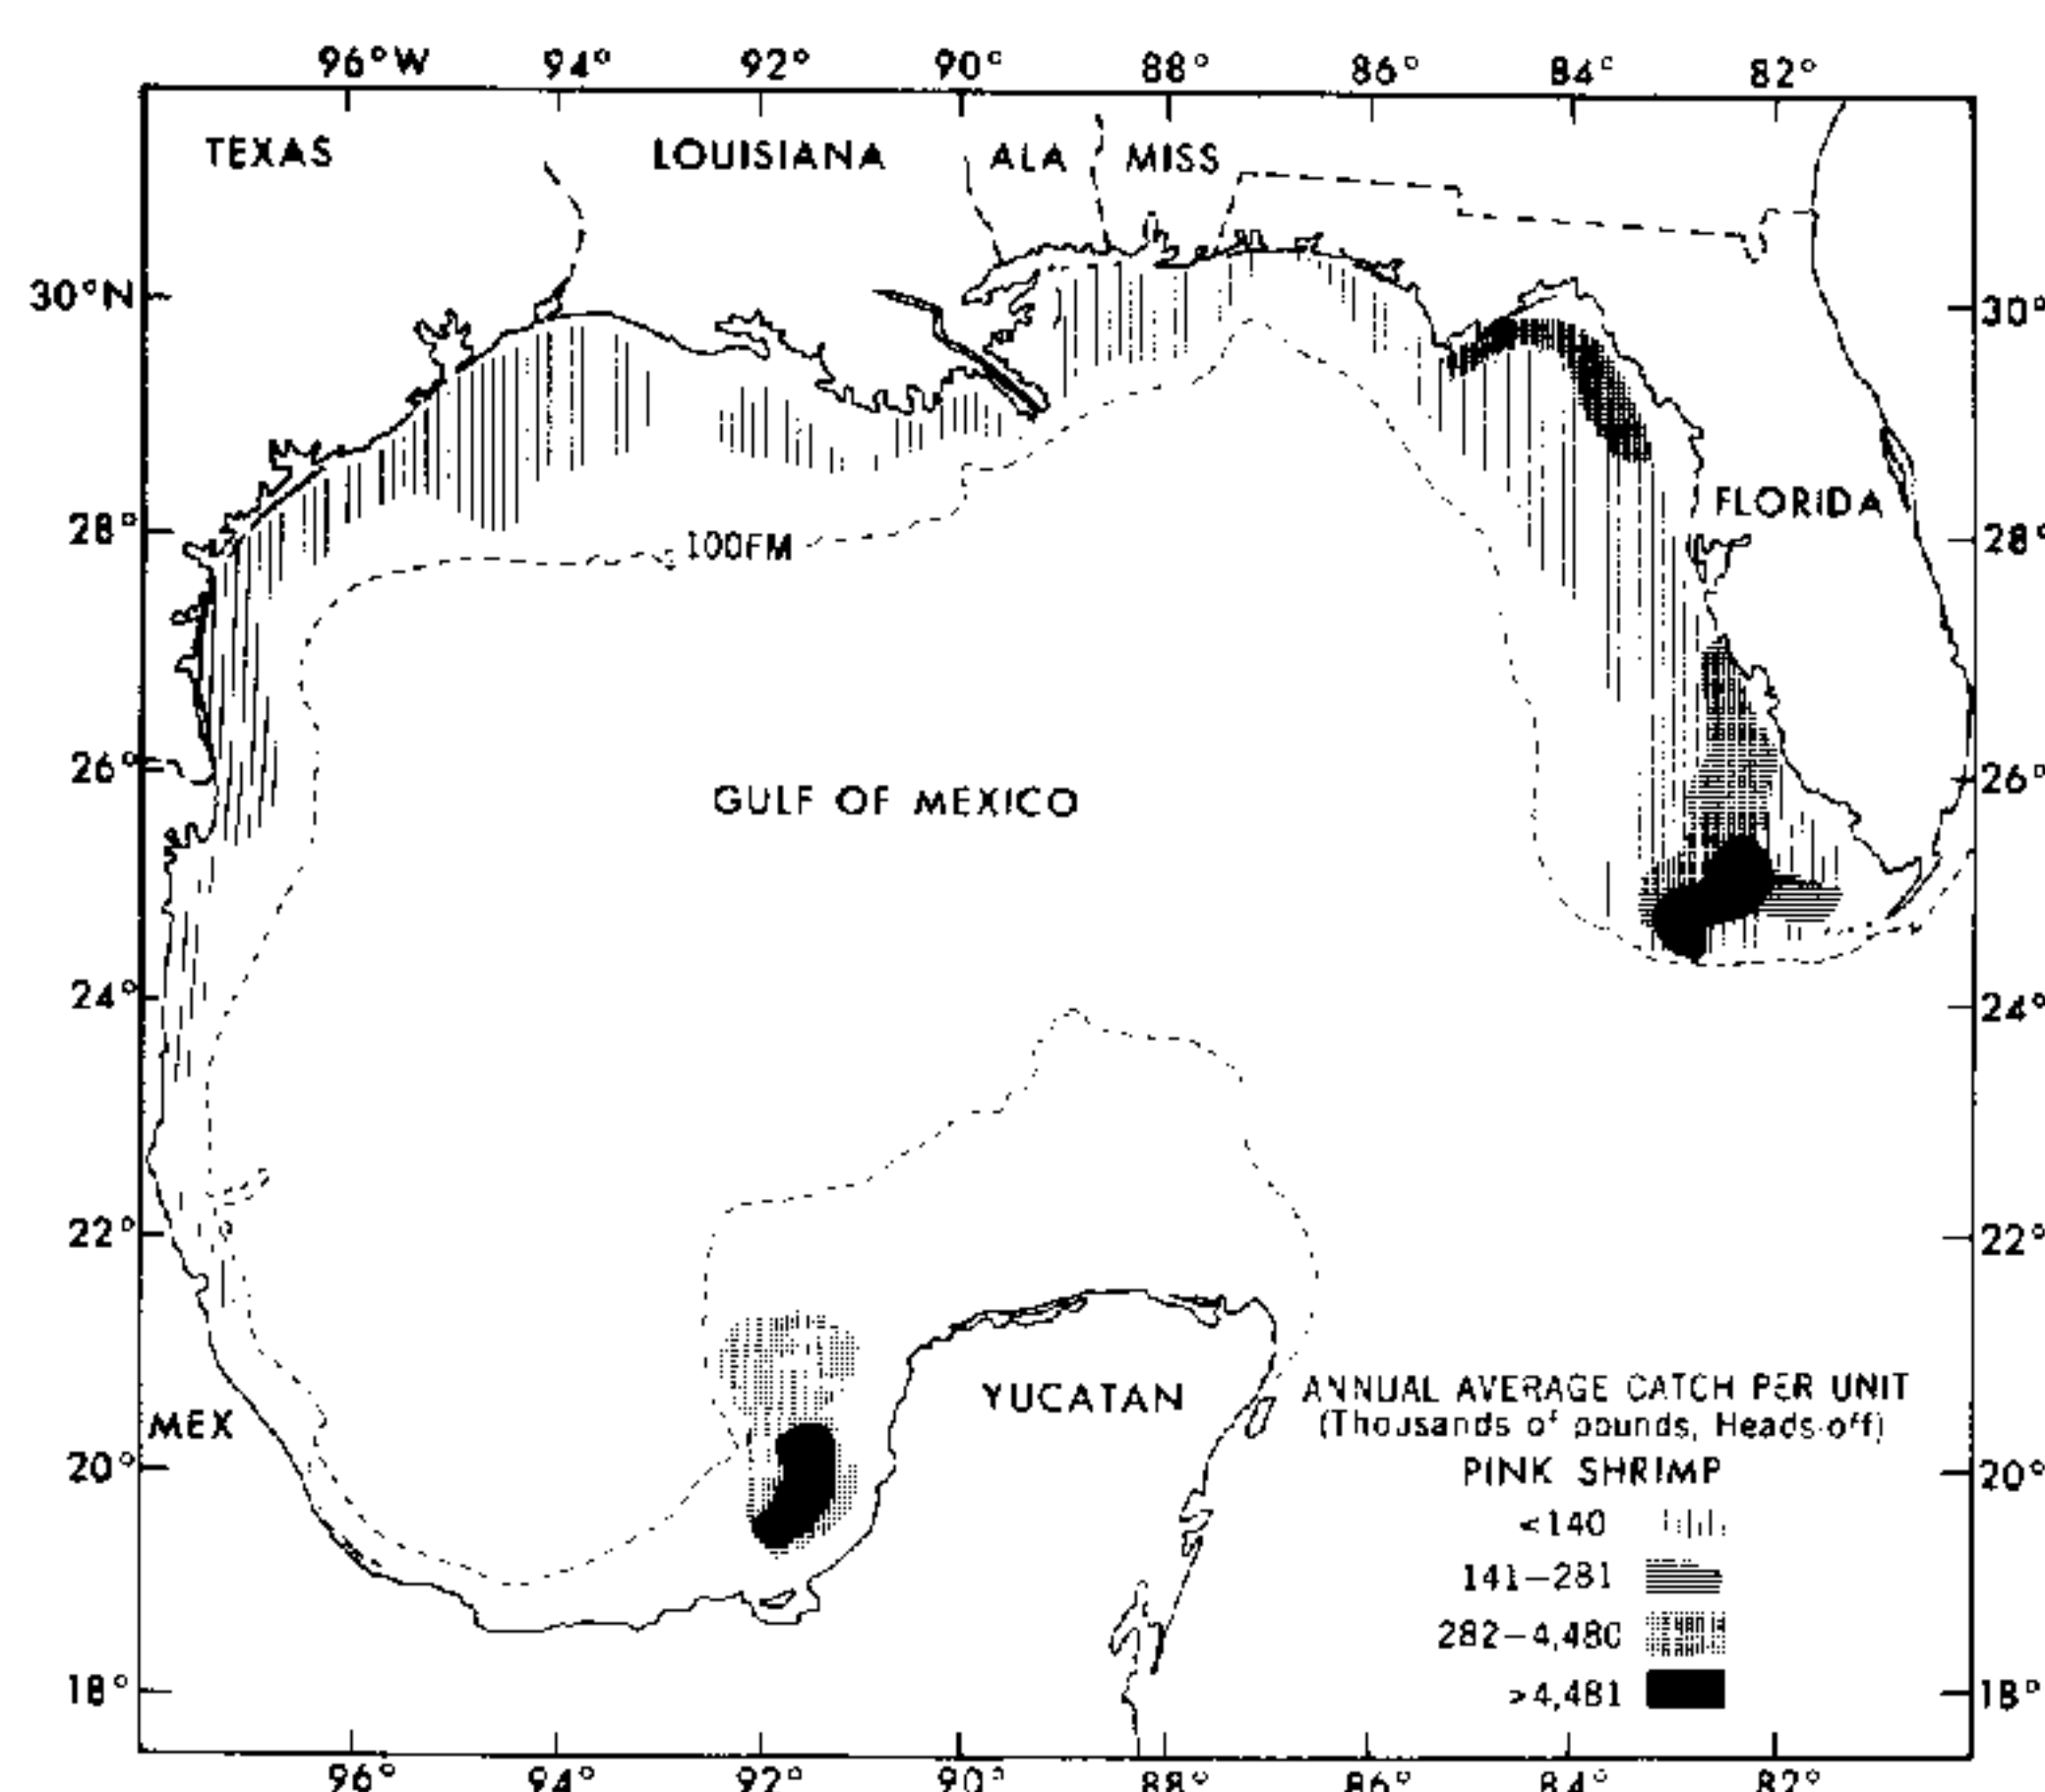 96°W 94° 92° 90° 88° 86° 84° 82°
TEXAS LOUISIANA ALA MISS
30°N 30°
FLORIDA
28° 28°
100FM
26° 26°
GULF OF MEXICO
24° 24°
22° 22°
YUCATAN
MEX
ANNUAL AVERAGE CATCH PER UNIT
(Thousands of pounds, Heads-off)
20° 20°
PINK SHRIMP
<140
141–281
282–4,480
>4,481
18° 18°
96° 94° 92° 90° 88° 86° 84° 82°